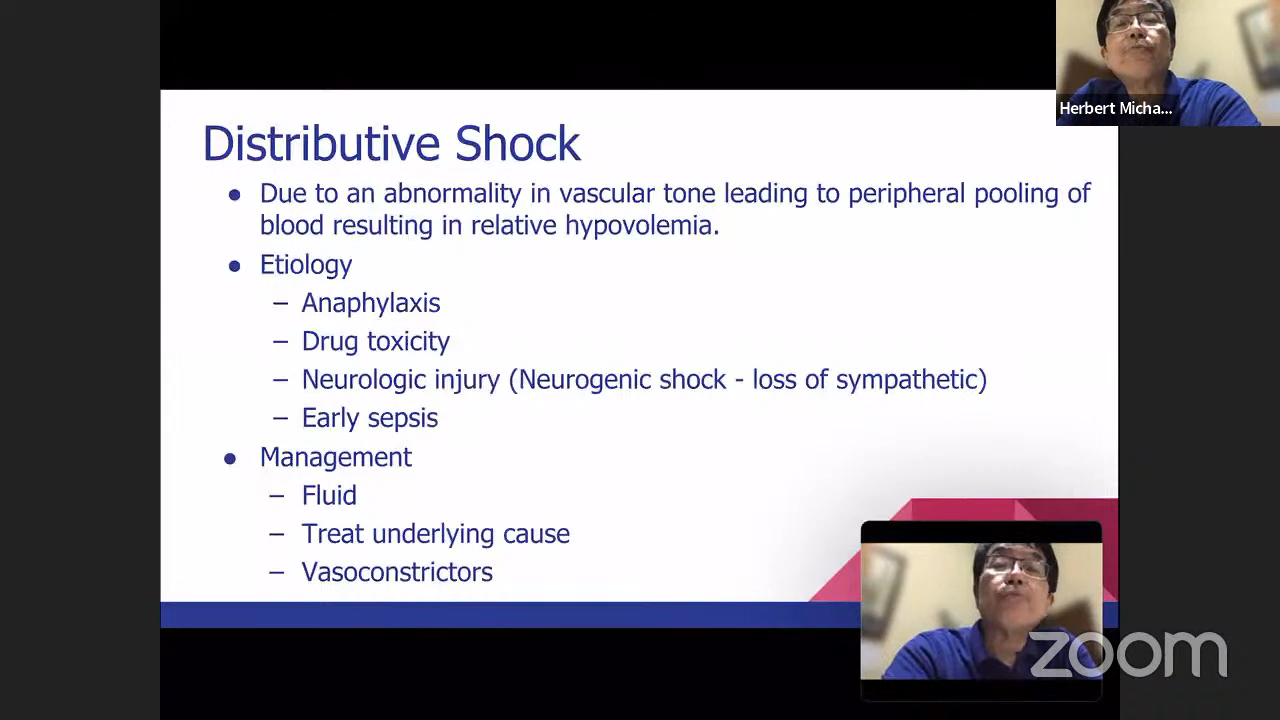 Herbert Micha...
Distributive Shock
● Due to an abnormality in vascular tone leading to peripheral pooling of
blood resulting in relative hypovolemia.
● Etiology
– Anaphylaxis
– Drug toxicity
– Neurologic injury (Neurogenic shock - loss of sympathetic)
– Early sepsis
● Management
– Fluid
– Treat underlying cause
– Vasoconstrictors
zoom